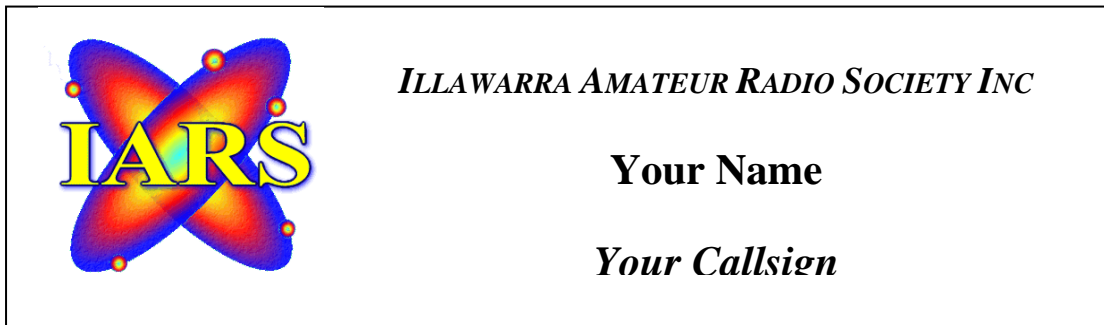 IARS
ILLAWARRA AMATEUR RADIO SOCIETY INC
Your Name
Your Callsign